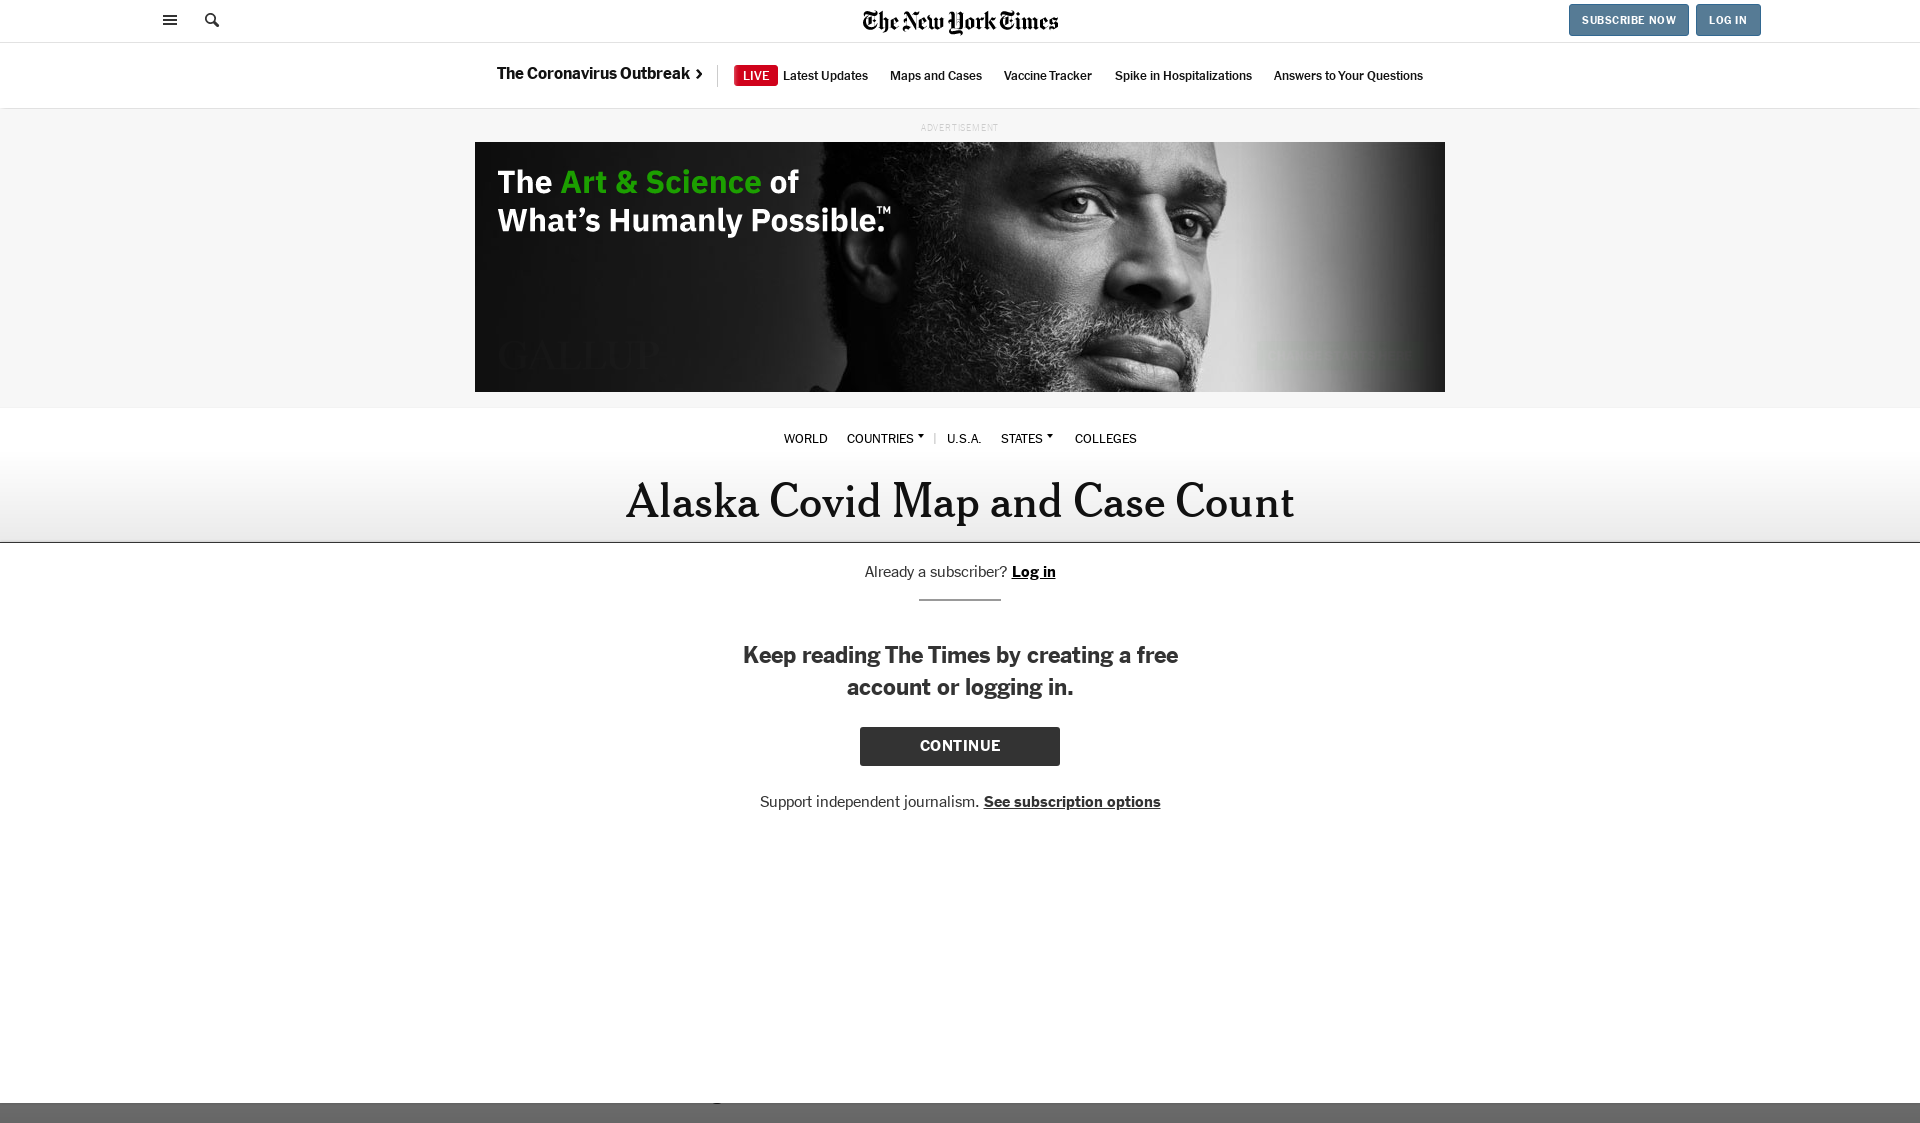 The New York Times
SUBSCRIBE NOW
LOG IN
The Coronavirus Outbreak
LIVE Latest Updates
Maps and Cases
Vaccine Tracker
Spike in Hospitalizations
Answers to Your Questions
ADVERTISEMENT
The Art & Science of
What's Humanly Possible.™
GALLUP
WORLD
COUNTRIES
U.S.A.
STATES
COLLEGES
Alaska Covid Map and Case Count
Already a subscriber? Log in
Keep reading The Times by creating a free
account or logging in.
CONTINUE
Support independent journalism. See subscription options